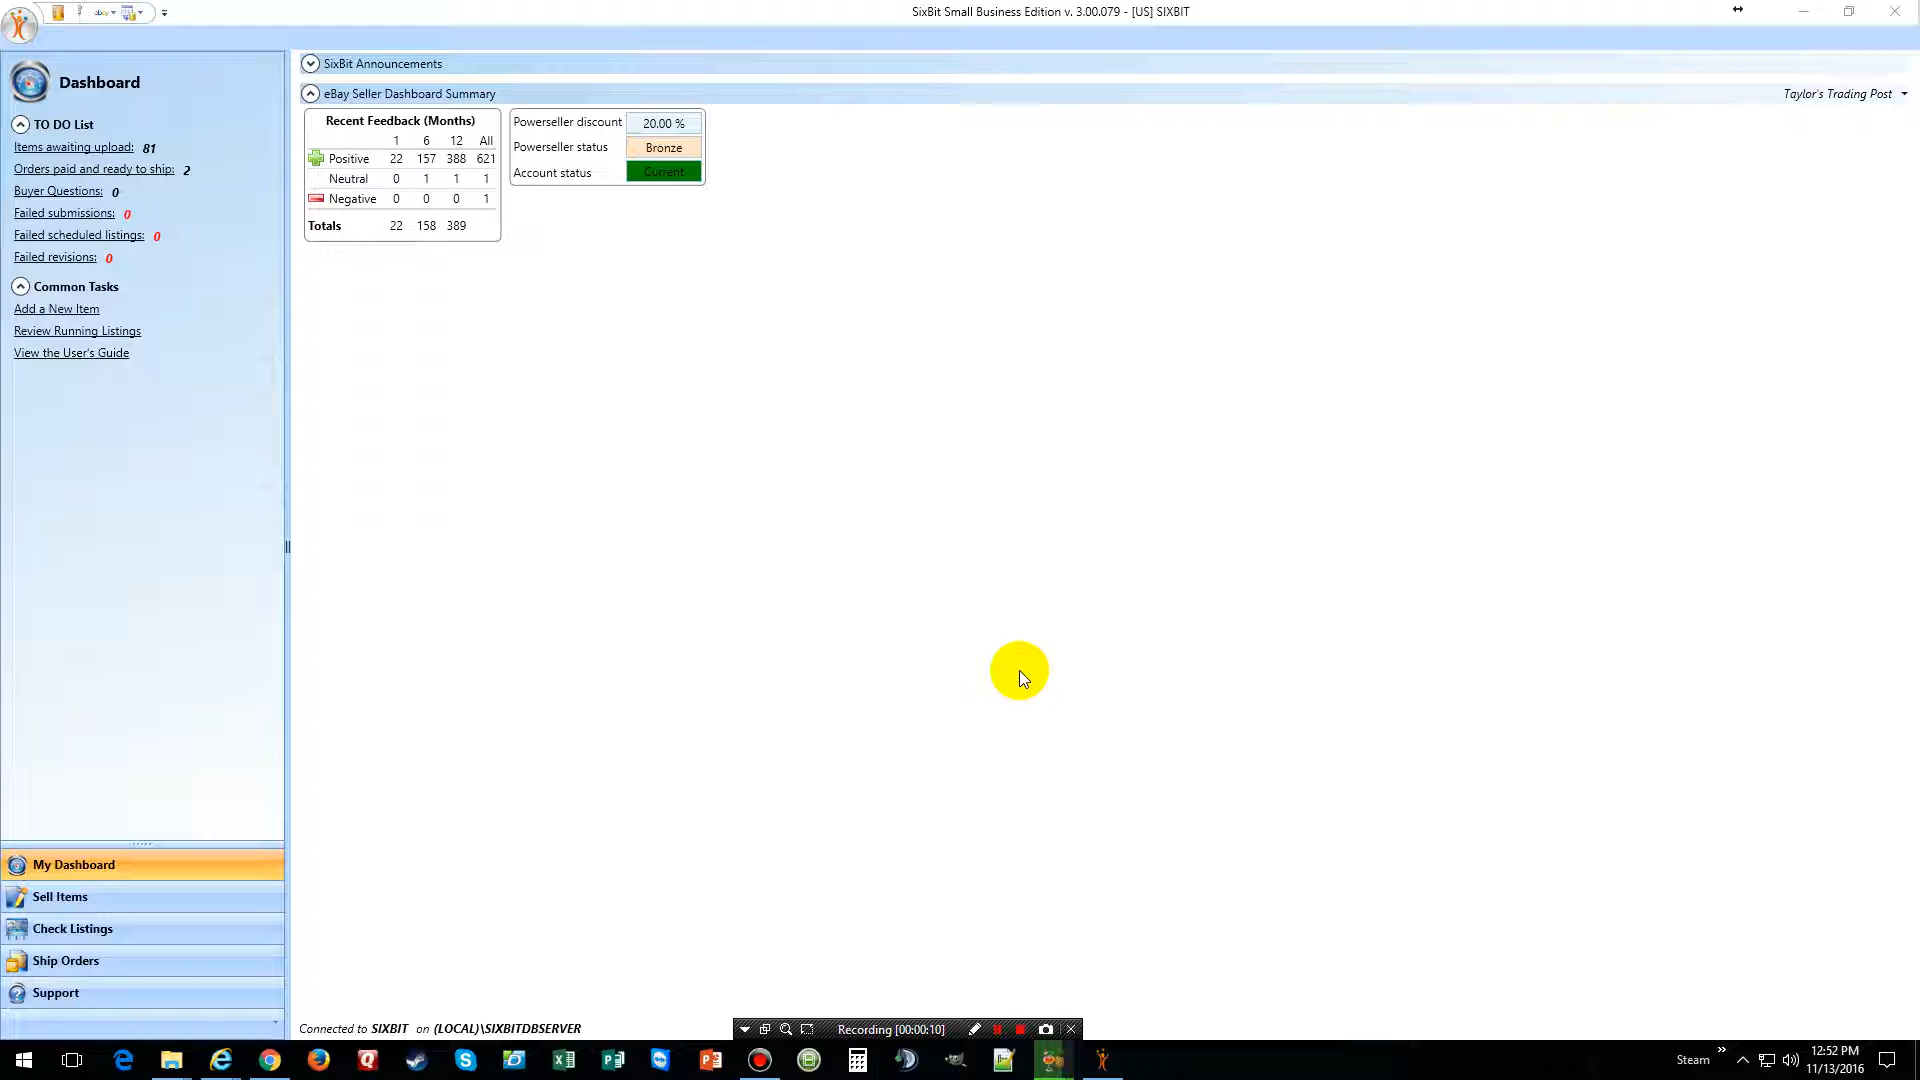 ebay
SixBit Small Business Edition v. 3.00.079 - [US] SIXBIT
Dashboard
TO DO List
Items awaiting upload: 81
Orders paid and ready to ship: 2
Buyer Questions: 0
Failed submissions: 0
Failed scheduled listings: 0
Failed revisions: 0
Common Tasks
Add a New Item
Review Running Listings
View the User's Guide
My Dashboard
Sell Items
Check Listings
Ship Orders
Support
SixBit Announcements
eBay Seller Dashboard Summary
Taylor's Trading Post
Recent Feedback (Months)
1 6 12 All
Positive 22 157 388 621
Neutral 0 1 1 1
Negative 0 0 0 1
Totals 22 158 389
Powerseller discount 20.00 %
Powerseller status Bronze
Account status Current
Connected to SIXBIT on (LOCAL)\SIXBITDBSERVER
Recording [00:00:10]
Steam
12:52 PM
11/13/2016